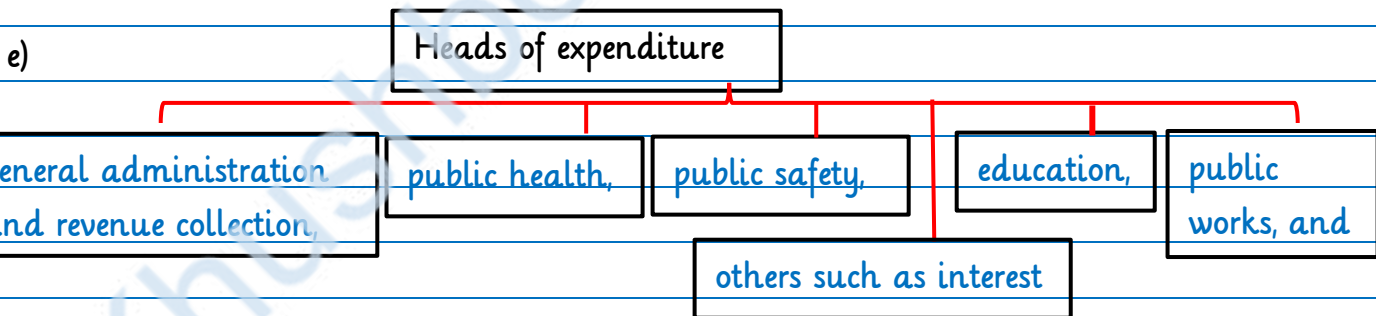 e)
Heads of expenditure
eneral administration
nd revenue collection,
public health,
public safety,
education,
public
works, and
others such as interest